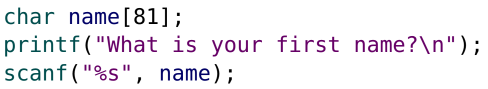 char name[81];
printf("What is your first name?\n");
scanf("%s", name);